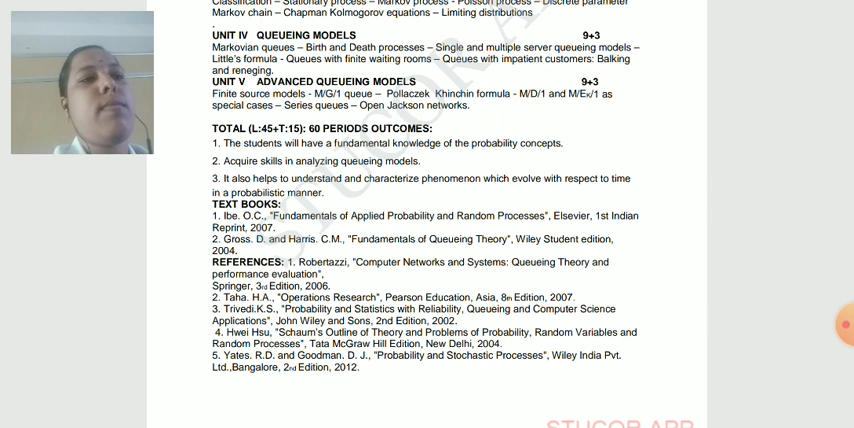 Classification – Stationary process – Markov process - Poisson process – Discrete parameter
Markov chain – Chapman Kolmogorov equations – Limiting distributions
.
UNIT IV QUEUEING MODELS 9+3
Markovian queues – Birth and Death processes – Single and multiple server queueing models –
Little's formula - Queues with finite waiting rooms – Queues with impatient customers: Balking
and reneging.
UNIT V ADVANCED QUEUEING MODELS 9+3
Finite source models - M/G/1 queue – Pollaczek Khinchin formula - M/D/1 and M/EK/1 as
special cases – Series queues – Open Jackson networks.
TOTAL (L:45+T:15): 60 PERIODS OUTCOMES:
1. The students will have a fundamental knowledge of the probability concepts.
2. Acquire skills in analyzing queueing models.
3. It also helps to understand and characterize phenomenon which evolve with respect to time
in a probabilistic manner.
TEXT BOOKS:
1. Ibe. O.C., "Fundamentals of Applied Probability and Random Processes", Elsevier, 1st Indian
Reprint, 2007.
2. Gross. D. and Harris. C.M., "Fundamentals of Queueing Theory", Wiley Student edition,
2004.
REFERENCES: 1. Robertazzi, "Computer Networks and Systems: Queueing Theory and
performance evaluation",
Springer, 3rd Edition, 2006.
2. Taha. H.A., "Operations Research", Pearson Education, Asia, 8th Edition, 2007.
3. Trivedi.K.S., "Probability and Statistics with Reliability, Queueing and Computer Science
Applications", John Wiley and Sons, 2nd Edition, 2002.
4. Hwei Hsu, "Schaum's Outline of Theory and Problems of Probability, Random Variables and
Random Processes", Tata McGraw Hill Edition, New Delhi, 2004.
5. Yates. R.D. and Goodman. D. J., "Probability and Stochastic Processes", Wiley India Pvt.
Ltd.,Bangalore, 2nd Edition, 2012.
STUCOR APP